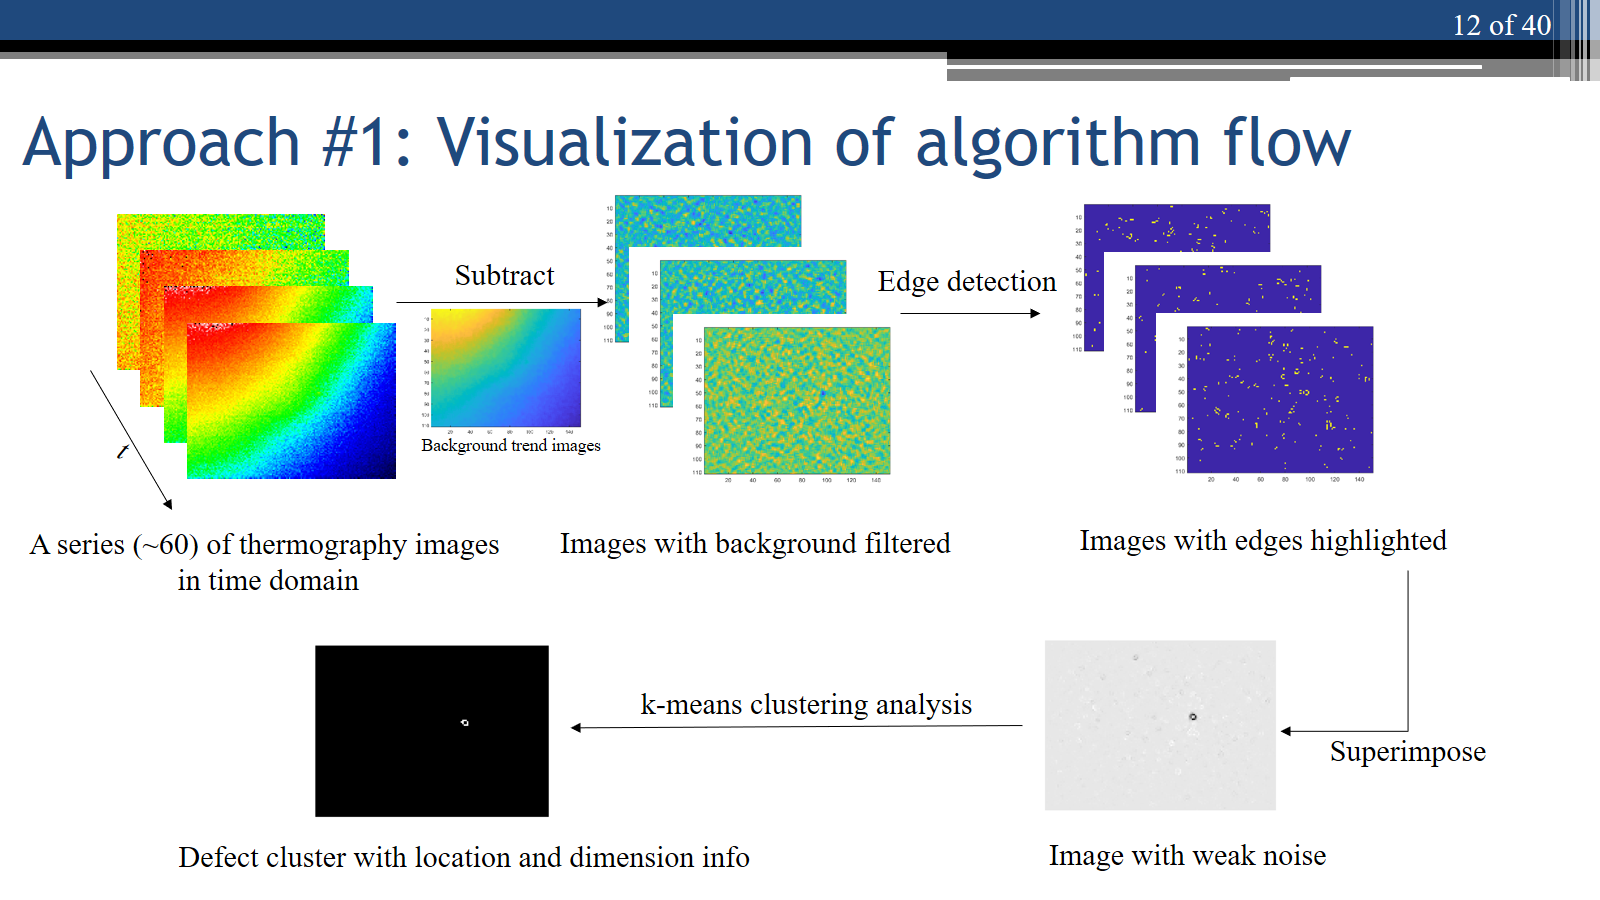 12 of 40
Approach #1: Visualization of algorithm flow
Subtract
Edge detection
Background trend images
t
A series (~60) of thermography images
in time domain
Images with background filtered
Images with edges highlighted
k-means clustering analysis
Superimpose
Defect cluster with location and dimension info
Image with weak noise